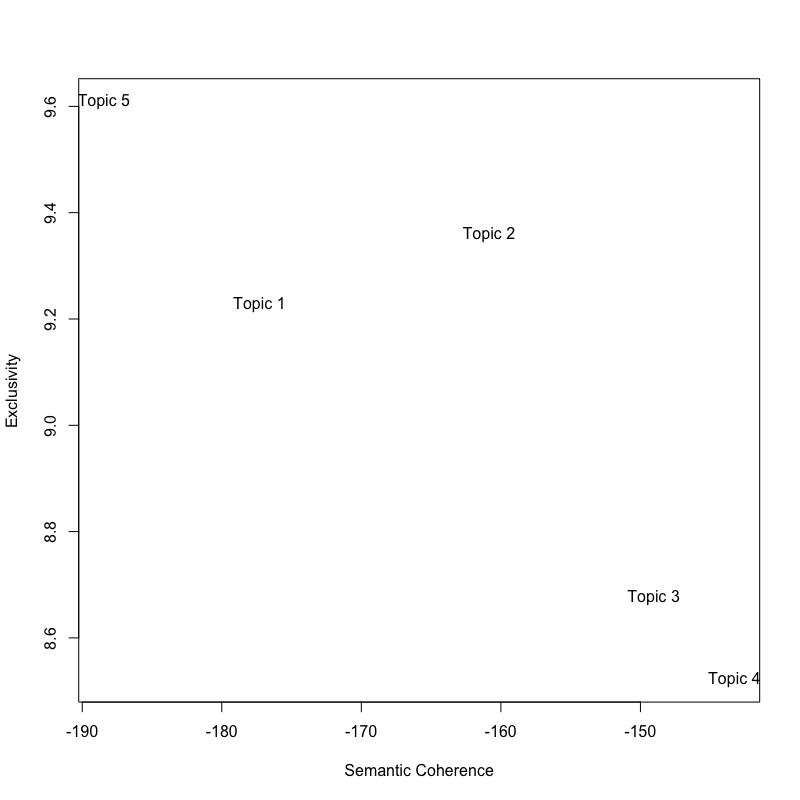 9.6
Topic 5
9.4
Topic 2
9.2
Topic 1
9.0
Exclusivity
8.8
8.6
Topic 3
Topic 4
-190 -180 -170 -160 -150
Semantic Coherence